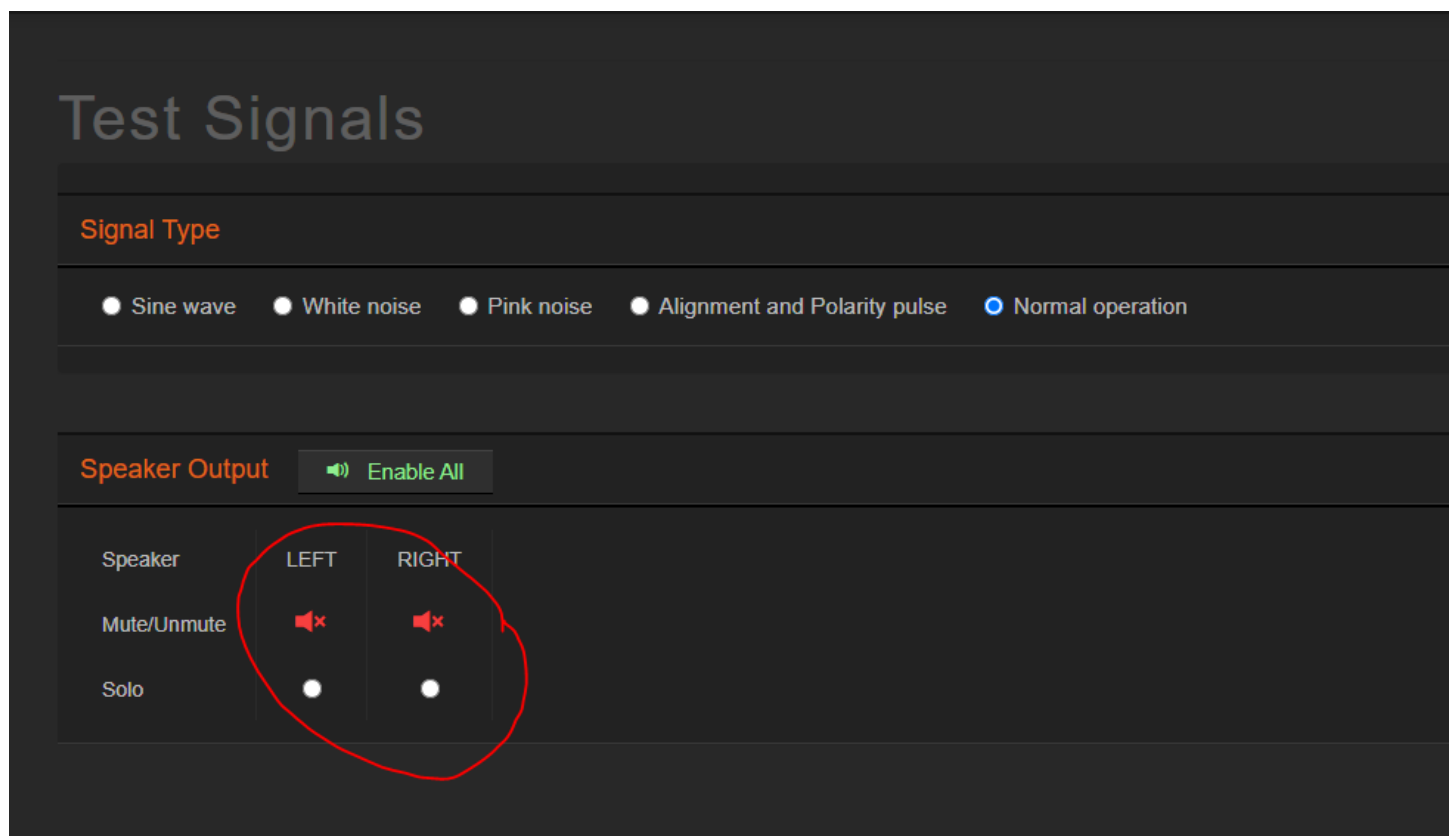 Test Signals
Signal Type
Sine wave White noise Pink noise Alignment and Polarity pulse Normal operation
Speaker Output Enable All
Speaker LEFT RIGHT
Mute/Unmute
Solo